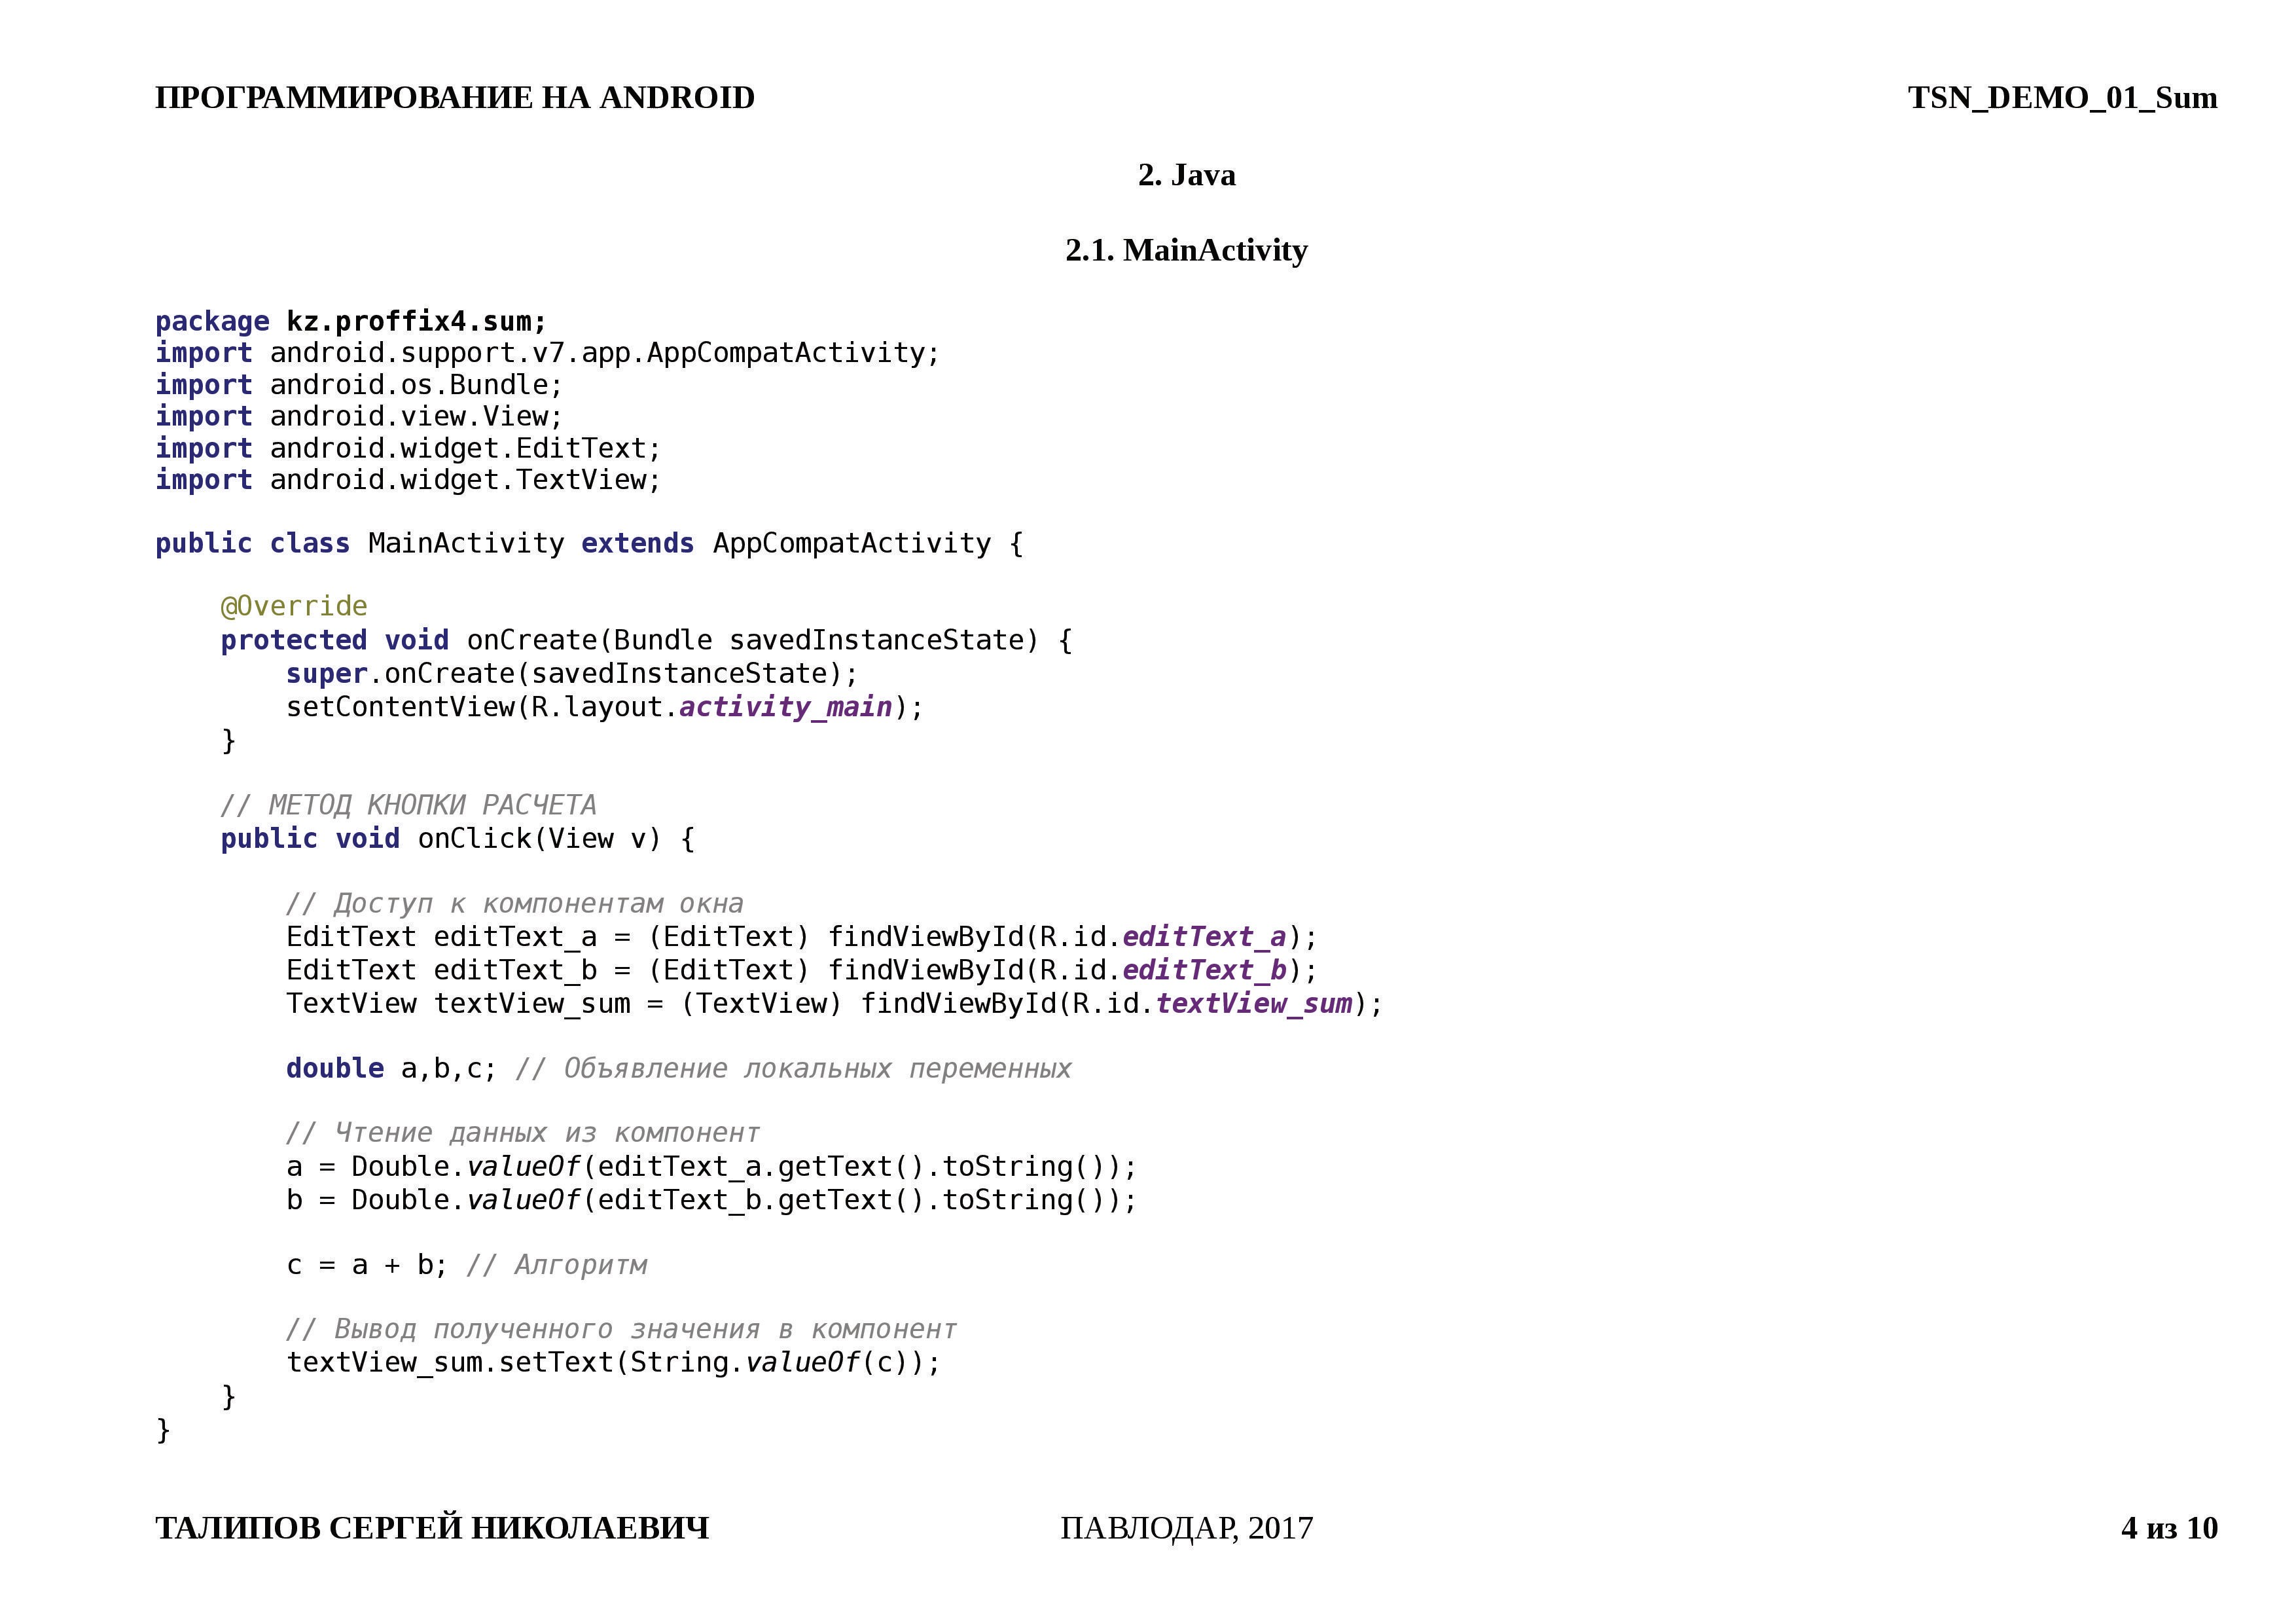 ПРОГРАММИРОВАНИЕ НА ANDROID TSN_DEMO_01_Sum
2. Java
2.1. MainActivity
package kz.proffix4.sum;
import android.support.v7.app.AppCompatActivity;
import android.os.Bundle;
import android.view.View;
import android.widget.EditText;
import android.widget.TextView;
public class MainActivity extends AppCompatActivity {
@Override
protected void onCreate(Bundle savedInstanceState) {
super.onCreate(savedInstanceState);
setContentView(R.layout.activity_main);
}
// МЕТОД КНОПКИ РАСЧЕТА
public void onClick(View v) {
// Доступ к компонентам окна
EditText editText_a = (EditText) findViewById(R.id.editText_a);
EditText editText_b = (EditText) findViewById(R.id.editText_b);
TextView textView_sum = (TextView) findViewById(R.id.textView_sum);
double a,b,c; // Объявление локальных переменных
// Чтение данных из компонент
a = Double.valueOf(editText_a.getText().toString());
b = Double.valueOf(editText_b.getText().toString());
c = a + b; // Алгоритм
// Вывод полученного значения в компонент
textView_sum.setText(String.valueOf(c));
}
}
ТАЛИПОВ СЕРГЕЙ НИКОЛАЕВИЧ ПАВЛОДАР, 2017 4 из 10